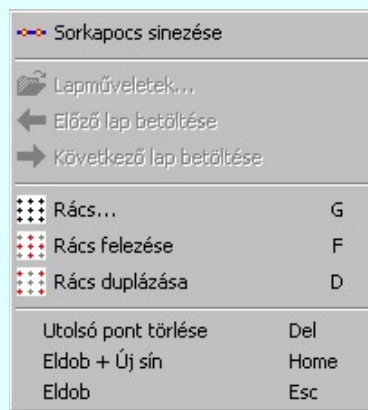 Sorkapocs sinezése
Lapműveletek...
Előző lap betöltése
Következő lap betöltése
Rács... G
Rács felezése F
Rács duplázása D
Utolsó pont törlése Del
Eldob + Új sín Home
Eldob Esc